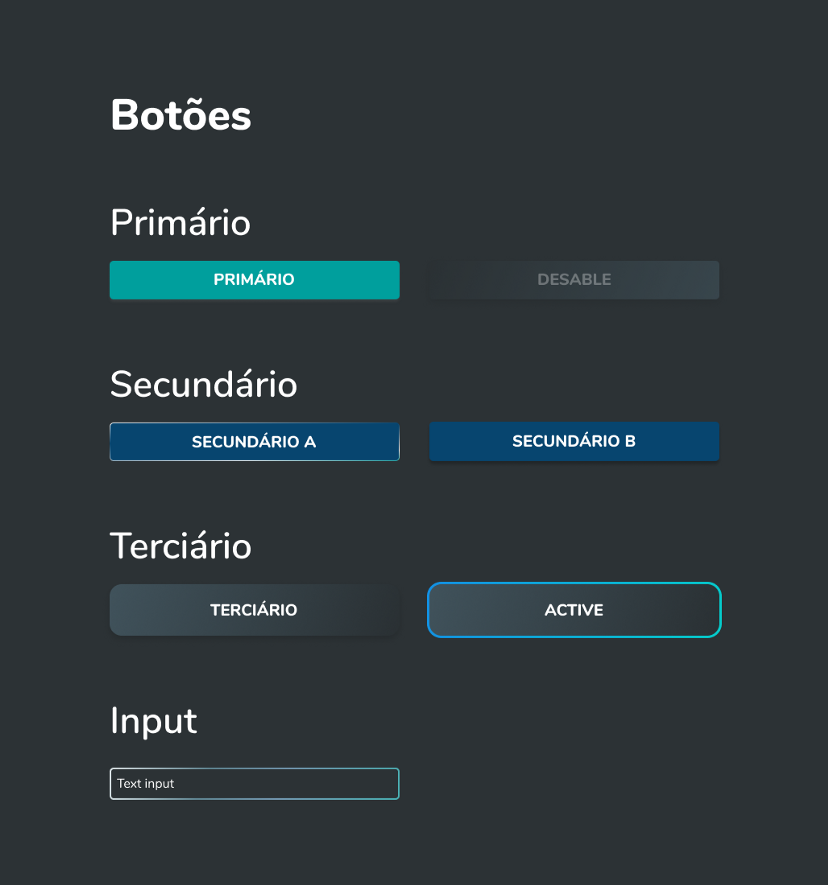 Botões
Primário
PRIMÁRIO
DESABLE
Secundário
SECUNDÁRIO A
SECUNDÁRIO B
Terciário
TERCIÁRIO
ACTIVE
Input
Text input